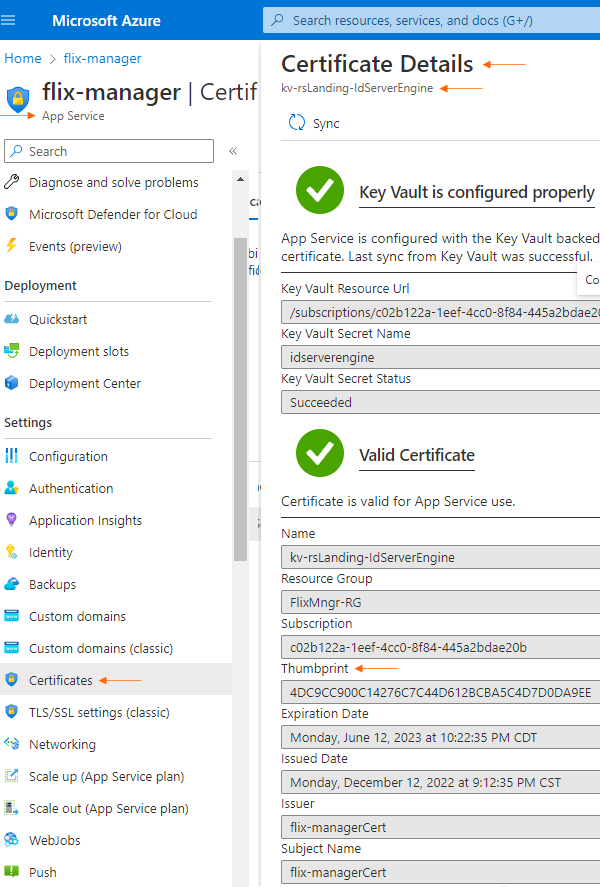 Microsoft Azure
Search resources, services, and docs (G+/)
Home > flix-manager
flix-manager | Certif
App Service
Search
«
Diagnose and solve problems
Microsoft Defender for Cloud
Events (preview)
Deployment
Quickstart
Deployment slots
Deployment Center
Settings
Configuration
Authentication
Application Insights
Identity
Backups
Custom domains
Custom domains (classic)
Certificates
TLS/SSL settings (classic)
Networking
Scale up (App Service plan)
Scale out (App Service plan)
WebJobs
Push
Certificate Details
kv-rsLanding-IdServerEngine
Sync
Key Vault is configured properly
App Service is configured with the Key Vault backed
certificate. Last sync from Key Vault was successful.
Co
Key Vault Resource Url
/subscriptions/c02b122a-1eef-4cc0-8f84-445a2bdae20
Key Vault Secret Name
idserverengine
Key Vault Secret Status
Succeeded
Valid Certificate
Certificate is valid for App Service use.
Name
kv-rsLanding-IdServerEngine
Resource Group
FlixMngr-RG
Subscription
c02b122a-1eef-4cc0-8f84-445a2bdae20b
Thumbprint
4DC9CC900C14276C7C44D612BCBA5C4D7D0DA9EE
Expiration Date
Monday, June 12, 2023 at 10:22:35 PM CDT
Issued Date
Monday, December 12, 2022 at 9:12:35 PM CST
Issuer
flix-managerCert
Subject Name
flix-managerCert